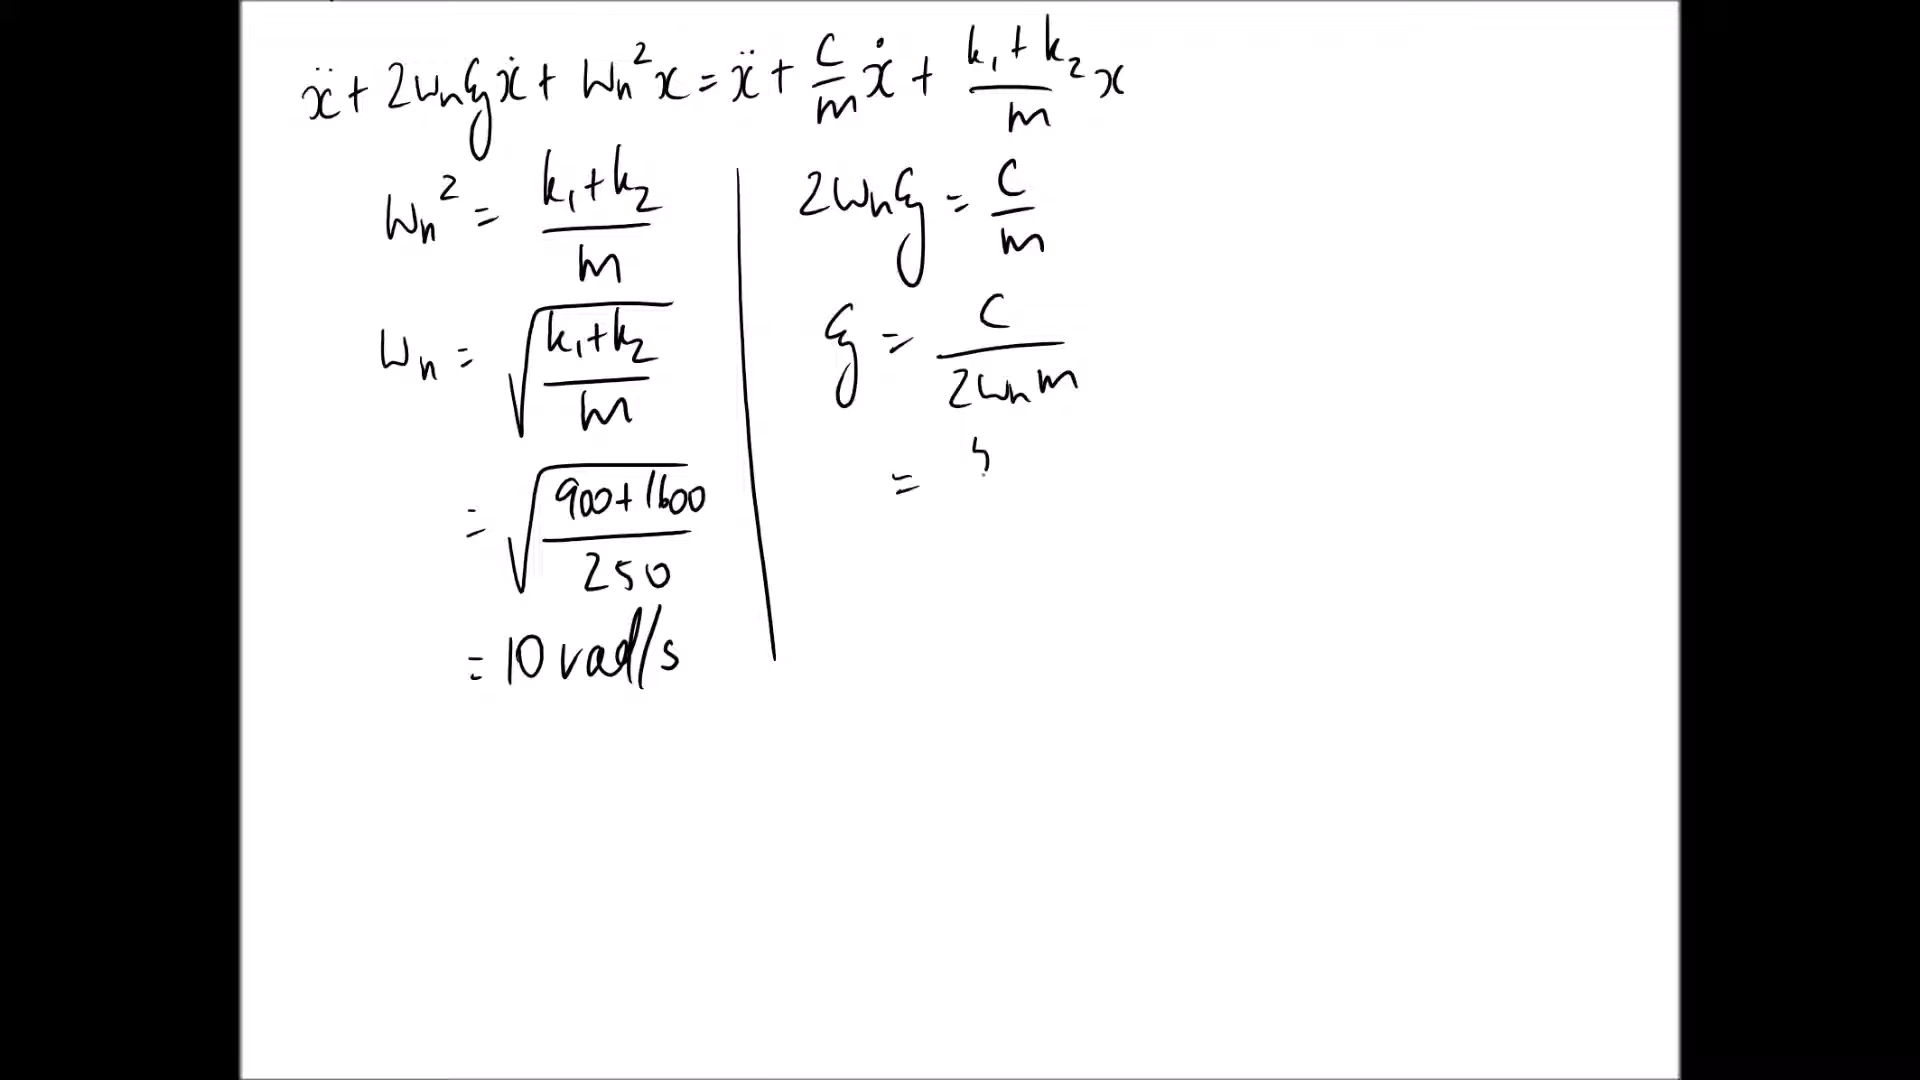 ẍ + 2ωₙξẋ + ωₙ²x = ẍ + c/m ẋ + (k₁+k₂)/m x
ωₙ² = (k₁+k₂)/m
ωₙ = √((k₁+k₂)/m)
= √((900+1600)/250)
= 10 rad/s
2ωₙξ = c/m
ξ = c/(2ωₙm)
=